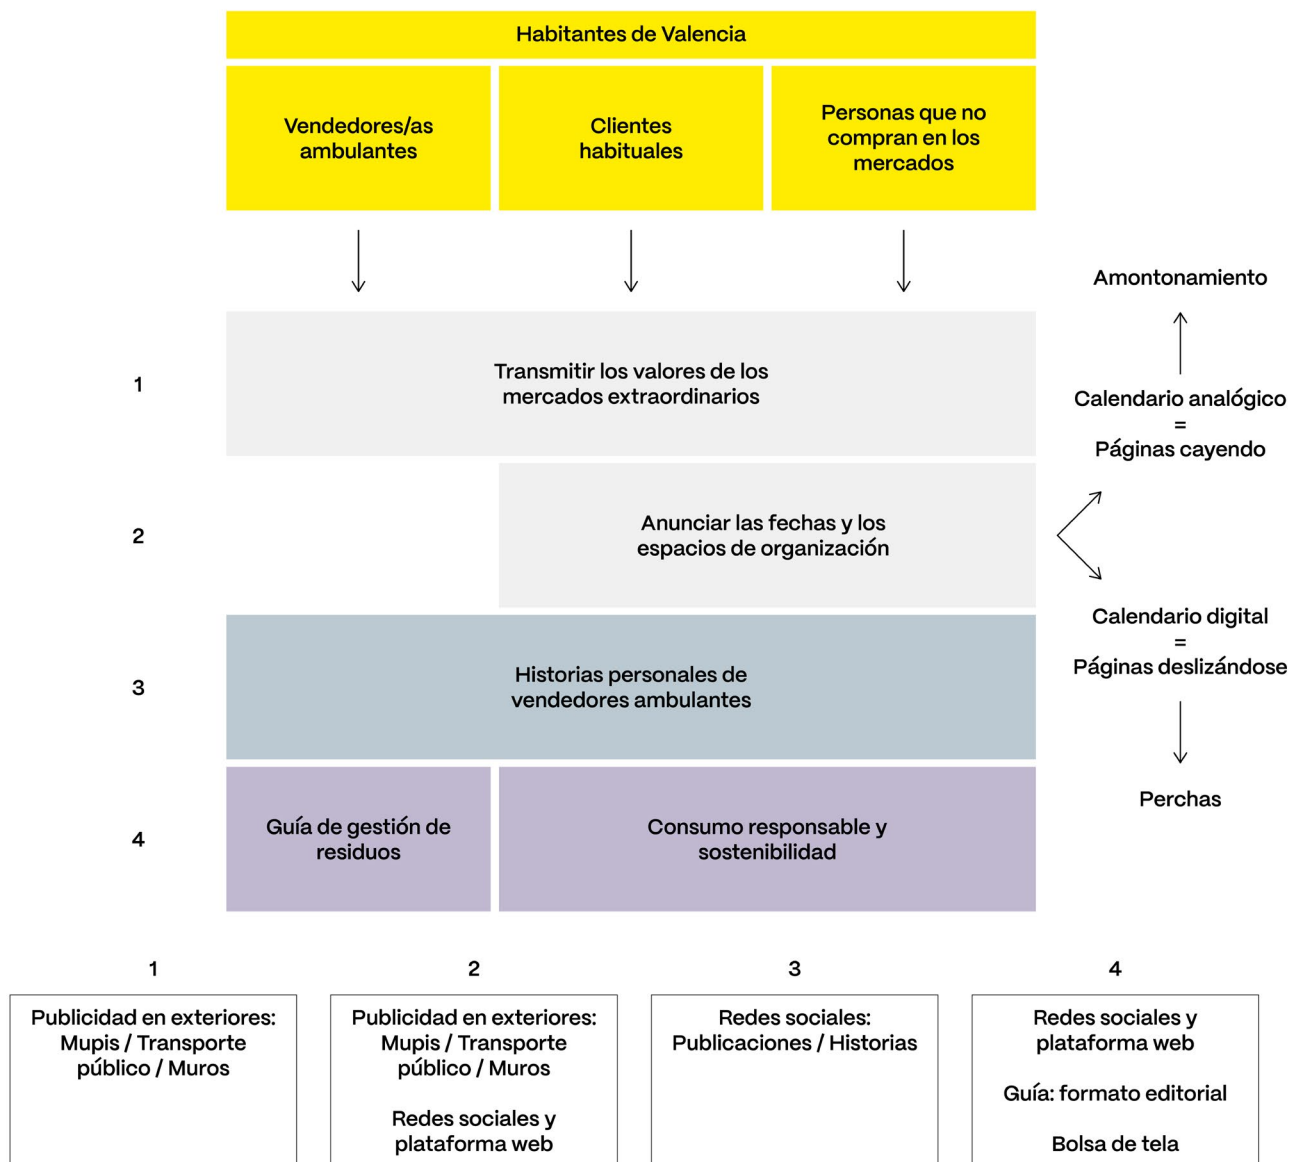 Habitantes de Valencia
Vendedores/as
ambulantes
Clientes
habituales
Personas que no
compran en los
mercados
Amontonamiento
1
Transmitir los valores de los
mercados extraordinarios
Calendario analógico
=
Páginas cayendo
2
Anunciar las fechas y los
espacios de organización
Calendario digital
=
Páginas deslizándose
3
Historias personales de
vendedores ambulantes
Perchas
4
Guía de gestión de
residuos
Consumo responsable y
sostenibilidad
1
Publicidad en exteriores:
Mupis / Transporte
público / Muros
2
Publicidad en exteriores:
Mupis / Transporte
público / Muros
Redes sociales y
plataforma web
3
Redes sociales:
Publicaciones / Historias
4
Redes sociales y
plataforma web
Guía: formato editorial
Bolsa de tela